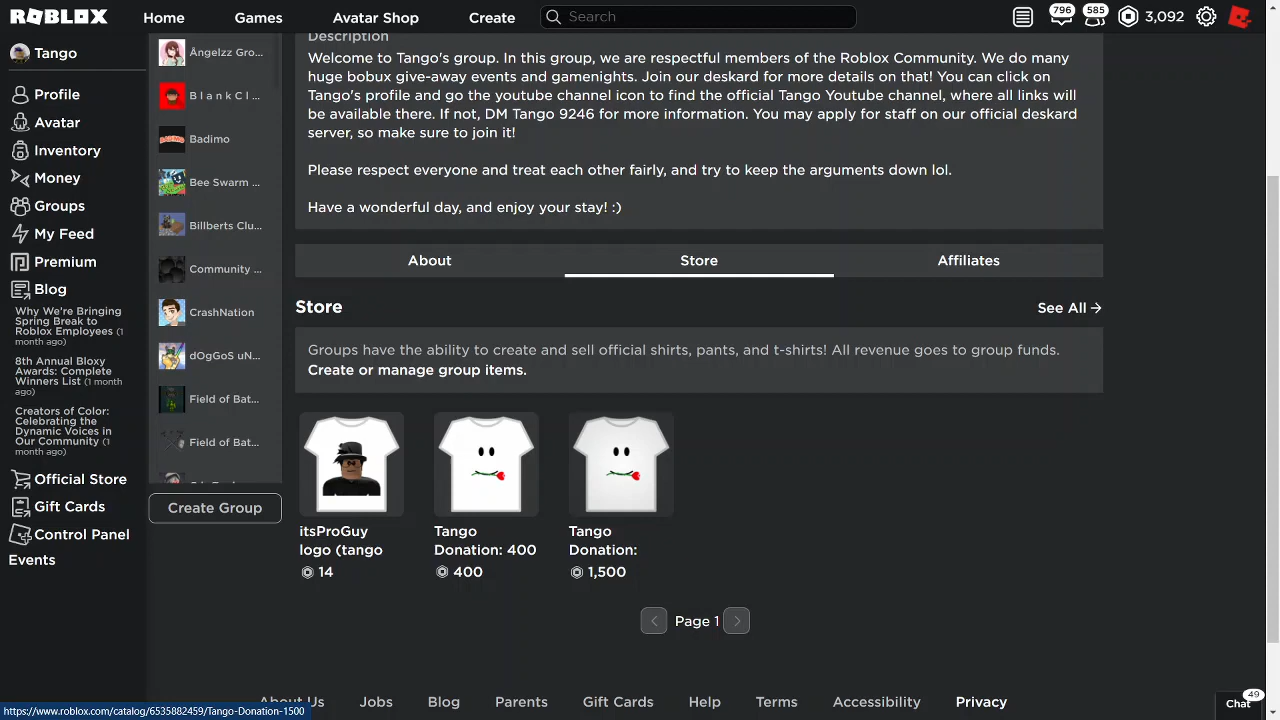 ROBLOX
Home
Games
Avatar Shop
Create
Search
796
585
3,092
Tango
Profile
Avatar
Inventory
Money
Groups
My Feed
Premium
Blog
Why We're Bringing
Spring Break to
Roblox Employees (1
month ago)
8th Annual Bloxy
Awards: Complete
Winners List (1 month
ago)
Creators of Color:
Celebrating the
Dynamic Voices in
Our Community (1
month ago)
Official Store
Gift Cards
Control Panel
Events
Ángelzz Gro...
B l a n k C l ...
Badimo
Bee Swarm ...
Billberts Clu...
Community ...
CrashNation
dOgGoS uN...
Field of Bat...
Field of Bat...
Create Group
Description
Welcome to Tango's group. In this group, we are respectful members of the Roblox Community. We do many
huge bobux give-away events and gamenights. Join our deskard for more details on that! You can click on
Tango's profile and go the youtube channel icon to find the official Tango Youtube channel, where all links will
be available there. If not, DM Tango 9246 for more information. You may apply for staff on our official deskard
server, so make sure to join it!
Please respect everyone and treat each other fairly, and try to keep the arguments down lol.
Have a wonderful day, and enjoy your stay! :)
About
Store
Affiliates
Store
See All →
Groups have the ability to create and sell official shirts, pants, and t-shirts! All revenue goes to group funds.
Create or manage group items.
itsProGuy
logo (tango
14
Tango
Donation: 400
400
Tango
Donation:
1,500
Page 1
About Us
Jobs
Blog
Parents
Gift Cards
Help
Terms
Accessibility
Privacy
https://www.roblox.com/catalog/6535882459/Tango-Donation-1500
Chat
49